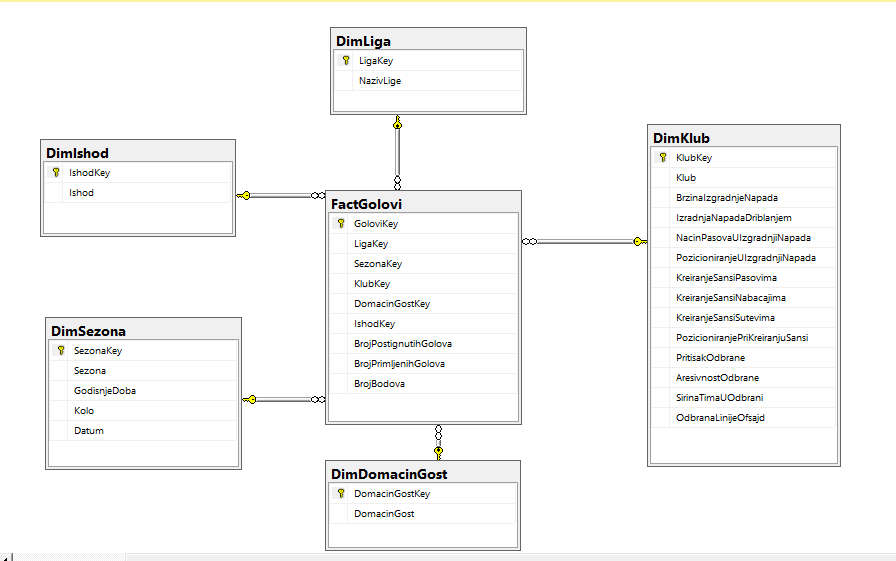 DimLiga
LigaKey
NazivLige
DimIshod
IshodKey
Ishod
FactGolovi
GoloviKey
LigaKey
SezonaKey
KlubKey
DomacinGostKey
IshodKey
BrojPostignutihGolova
BrojPrimljenihGolova
BrojBodova
DimKlub
KlubKey
Klub
BrzinaIzgradnjeNapada
IzradnjaNapadaDriblanjem
NacinPasovaUIzgradnjiNapada
PozicioniranjeUIzgradnjiNapada
KreiranjeSansiPasovima
KreiranjeSansiNabacajima
KreiranjeSansiSutevima
PozicioniranjePriKreiranjuSansi
PritisakOdbrane
AresivnostOdbrane
SirinaTimaUOdbrani
OdbranaLinijeOfsajd
DimSezona
SezonaKey
Sezona
GodisnjeDoba
Kolo
Datum
DimDomacinGost
DomacinGostKey
DomacinGost